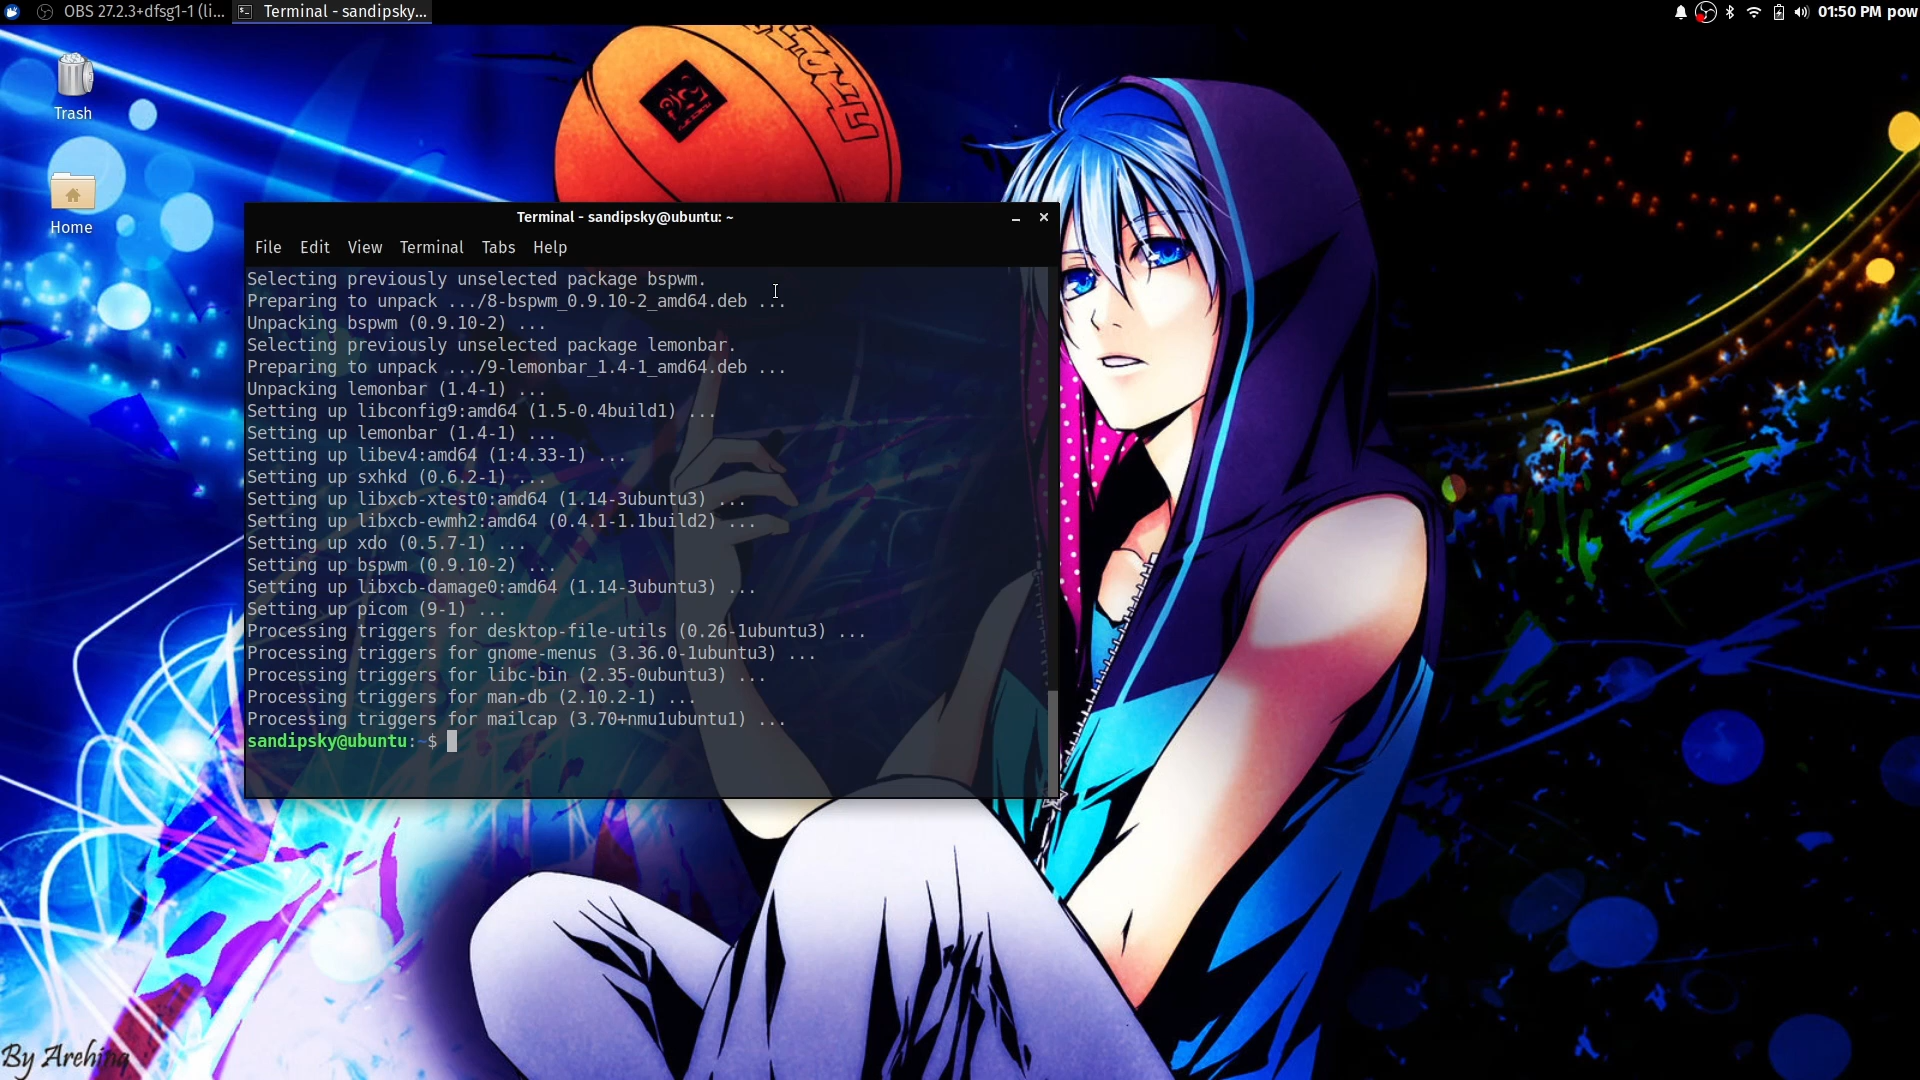 OBS 27.2.3+dfsg1-1 (li...
Terminal - sandipsky...
01:50 PM pow
Trash
Home
Terminal - sandipsky@ubuntu: ~
File Edit View Terminal Tabs Help
Selecting previously unselected package bspwm.
Preparing to unpack .../8-bspwm_0.9.10-2_amd64.deb ...
Unpacking bspwm (0.9.10-2) ...
Selecting previously unselected package lemonbar.
Preparing to unpack .../9-lemonbar_1.4-1_amd64.deb ...
Unpacking lemonbar (1.4-1) ...
Setting up libconfig9:amd64 (1.5-0.4build1) ...
Setting up lemonbar (1.4-1) ...
Setting up libev4:amd64 (1:4.33-1) ...
Setting up sxhkd (0.6.2-1) ...
Setting up libxcb-xtest0:amd64 (1.14-3ubuntu3) ...
Setting up libxcb-ewmh2:amd64 (0.4.1-1.1build2) ...
Setting up xdo (0.5.7-1) ...
Setting up bspwm (0.9.10-2) ...
Setting up libxcb-damage0:amd64 (1.14-3ubuntu3) ...
Setting up picom (9-1) ...
Processing triggers for desktop-file-utils (0.26-1ubuntu3) ...
Processing triggers for gnome-menus (3.36.0-1ubuntu3) ...
Processing triggers for libc-bin (2.35-0ubuntu3) ...
Processing triggers for man-db (2.10.2-1) ...
Processing triggers for mailcap (3.70+nmu1ubuntu1) ...
sandipsky@ubuntu:~$
By Arehina